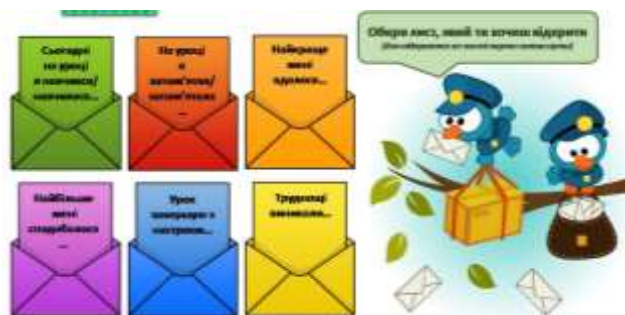 Сьогодні
на уроці
я навчився/
навчилася...
На уроці
я
запам'ятав/
запам'ятала
...
Найкраще
мені
вдалося...
Обери лист, який ти хочеш відкрити
Найбільше
мені
сподобалося
...
Урок
завершую з
настроєм...
Труднощі
виникали...